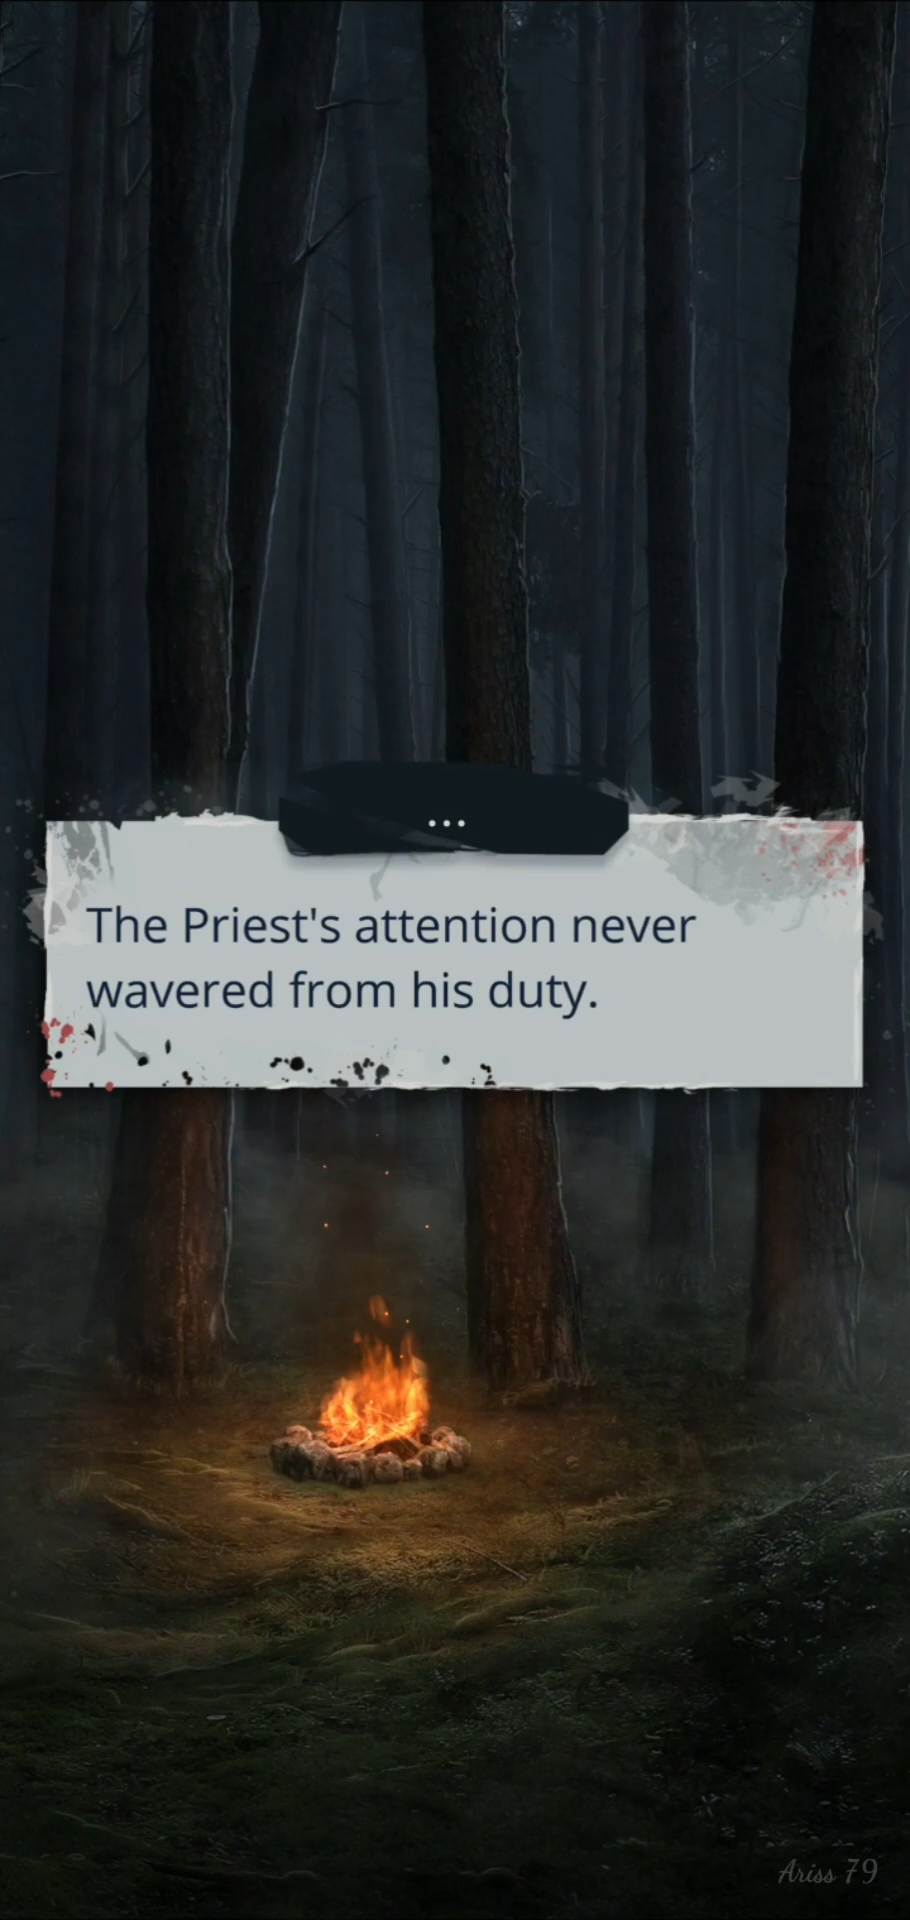 ...
The Priest's attention never
wavered from his duty.
Ariss 79